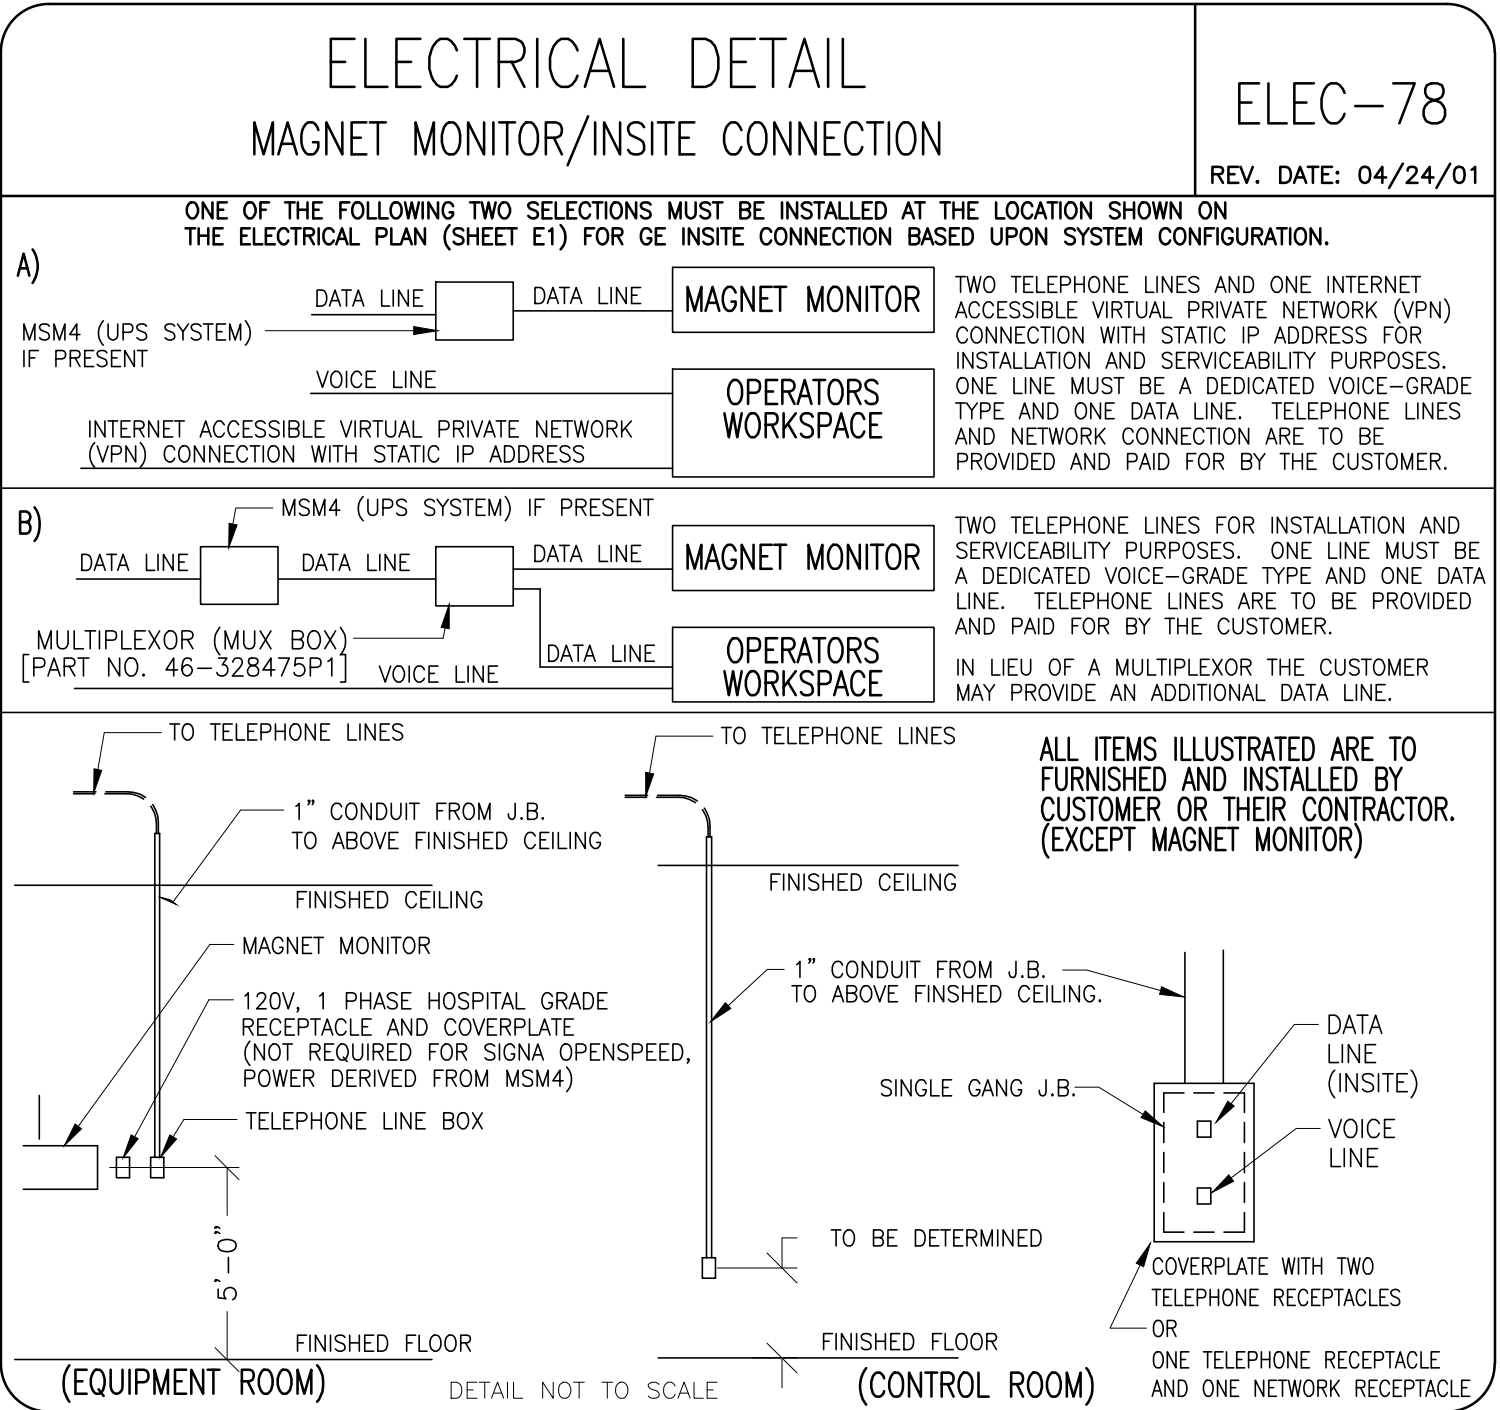 ELECTRICAL DETAIL
MAGNET MONITOR/INSITE CONNECTION
ELEC-78
REV. DATE: 04/24/01
ONE OF THE FOLLOWING TWO SELECTIONS MUST BE INSTALLED AT THE LOCATION SHOWN ON
THE ELECTRICAL PLAN (SHEET E1) FOR GE INSITE CONNECTION BASED UPON SYSTEM CONFIGURATION.
A)
DATA LINE
DATA LINE
MAGNET MONITOR
MSM4 (UPS SYSTEM)
IF PRESENT
VOICE LINE
OPERATORS
WORKSPACE
INTERNET ACCESSIBLE VIRTUAL PRIVATE NETWORK
(VPN) CONNECTION WITH STATIC IP ADDRESS
TWO TELEPHONE LINES AND ONE INTERNET
ACCESSIBLE VIRTUAL PRIVATE NETWORK (VPN)
CONNECTION WITH STATIC IP ADDRESS FOR
INSTALLATION AND SERVICEABILITY PURPOSES.
ONE LINE MUST BE A DEDICATED VOICE-GRADE
TYPE AND ONE DATA LINE. TELEPHONE LINES
AND NETWORK CONNECTION ARE TO BE
PROVIDED AND PAID FOR BY THE CUSTOMER.
B)
MSM4 (UPS SYSTEM) IF PRESENT
DATA LINE
DATA LINE
DATA LINE
MAGNET MONITOR
MULTIPLEXOR (MUX BOX)
[PART NO. 46-328475P1]
VOICE LINE
DATA LINE
OPERATORS
WORKSPACE
TWO TELEPHONE LINES FOR INSTALLATION AND
SERVICEABILITY PURPOSES. ONE LINE MUST BE
A DEDICATED VOICE-GRADE TYPE AND ONE DATA
LINE. TELEPHONE LINES ARE TO BE PROVIDED
AND PAID FOR BY THE CUSTOMER.
IN LIEU OF A MULTIPLEXOR THE CUSTOMER
MAY PROVIDE AN ADDITIONAL DATA LINE.
TO TELEPHONE LINES
1" CONDUIT FROM J.B.
TO ABOVE FINISHED CEILING
FINISHED CEILING
MAGNET MONITOR
120V, 1 PHASE HOSPITAL GRADE
RECEPTACLE AND COVERPLATE
(NOT REQUIRED FOR SIGNA OPENSPEED,
POWER DERIVED FROM MSM4)
TELEPHONE LINE BOX
5'-0"
FINISHED FLOOR
(EQUIPMENT ROOM)
DETAIL NOT TO SCALE
TO TELEPHONE LINES
FINISHED CEILING
1" CONDUIT FROM J.B.
TO ABOVE FINSHED CEILING.
TO BE DETERMINED
FINISHED FLOOR
(CONTROL ROOM)
ALL ITEMS ILLUSTRATED ARE TO
FURNISHED AND INSTALLED BY
CUSTOMER OR THEIR CONTRACTOR.
(EXCEPT MAGNET MONITOR)
SINGLE GANG J.B.
DATA
LINE
(INSITE)
VOICE
LINE
COVERPLATE WITH TWO
TELEPHONE RECEPTACLES
OR
ONE TELEPHONE RECEPTACLE
AND ONE NETWORK RECEPTACLE